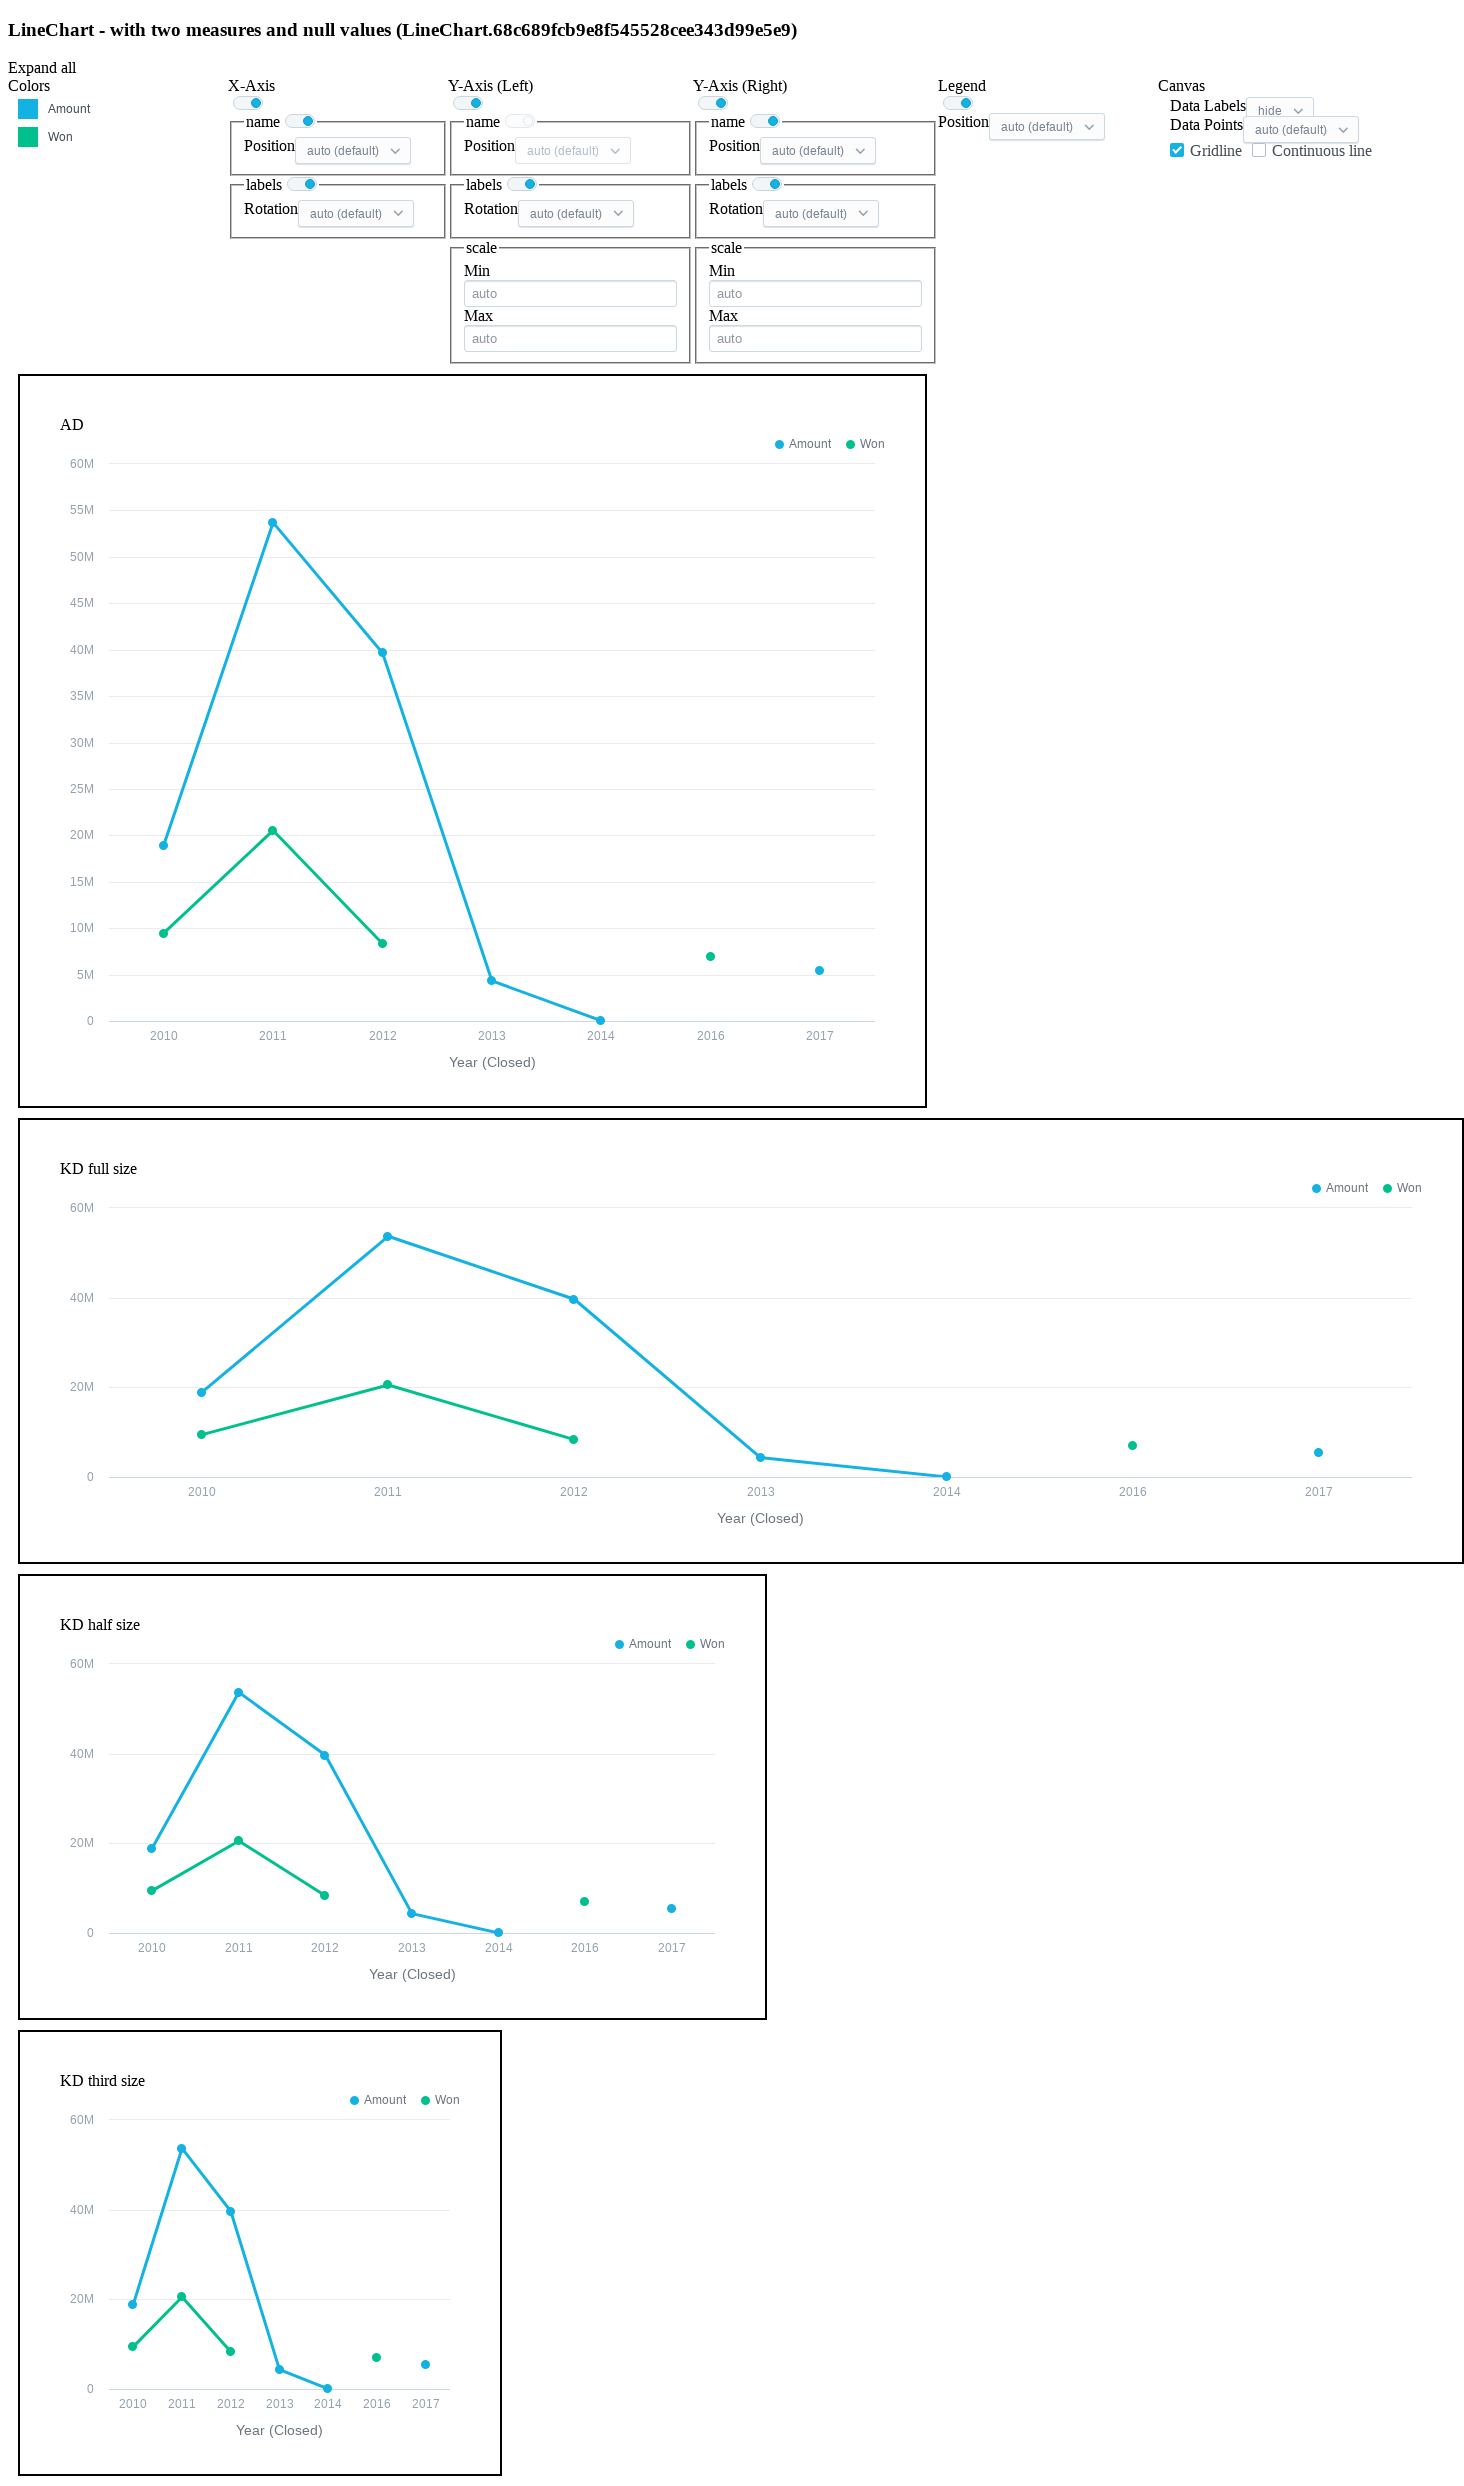 LineChart - with two measures and null values (LineChart.68c689fcb9e8f545528cee343d99e5e9)
Expand all
Colors
Amount
Won
X-Axis
name
Position auto (default)
labels
Rotation auto (default)
Y-Axis (Left)
name
Position auto (default)
labels
Rotation auto (default)
scale
Min
auto
Max
auto
Y-Axis (Right)
name
Position auto (default)
labels
Rotation auto (default)
scale
Min
auto
Max
auto
Legend
Position auto (default)
Canvas
Data Labels hide
Data Points auto (default)
Gridline Continuous line
AD
Amount Won
60M
55M
50M
45M
40M
35M
30M
25M
20M
15M
10M
5M
0
2010 2011 2012 2013 2014 2016 2017
Year (Closed)
KD full size
Amount Won
60M
40M
20M
0
2010 2011 2012 2013 2014 2016 2017
Year (Closed)
KD half size
Amount Won
60M
40M
20M
0
2010 2011 2012 2013 2014 2016 2017
Year (Closed)
KD third size
Amount Won
60M
40M
20M
0
2010 2011 2012 2013 2014 2016 2017
Year (Closed)